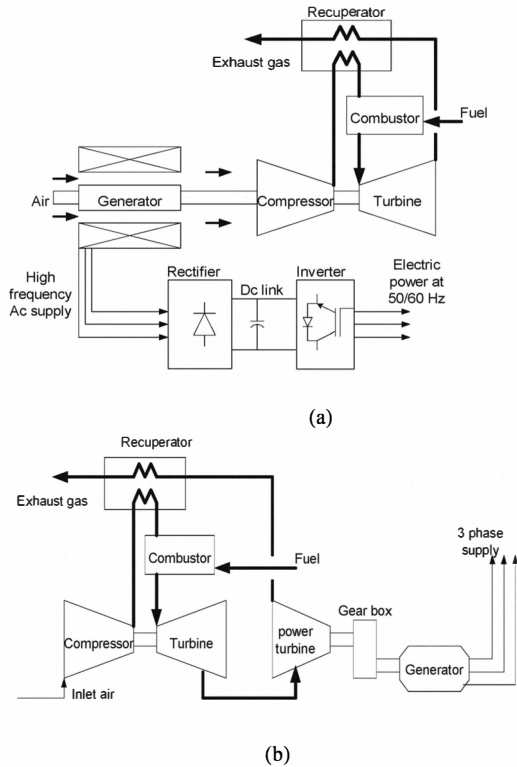 Recuperator
Exhaust gas
Combustor
Fuel
Air
Generator
Compressor
Turbine
High
frequency
Ac supply
Rectifier
Dc link
Inverter
Electric
power at
50/60 Hz
(a)
Recuperator
Exhaust gas
Combustor
Fuel
3 phase
supply
Gear box
Compressor
Turbine
power
turbine
Generator
Inlet air
(b)